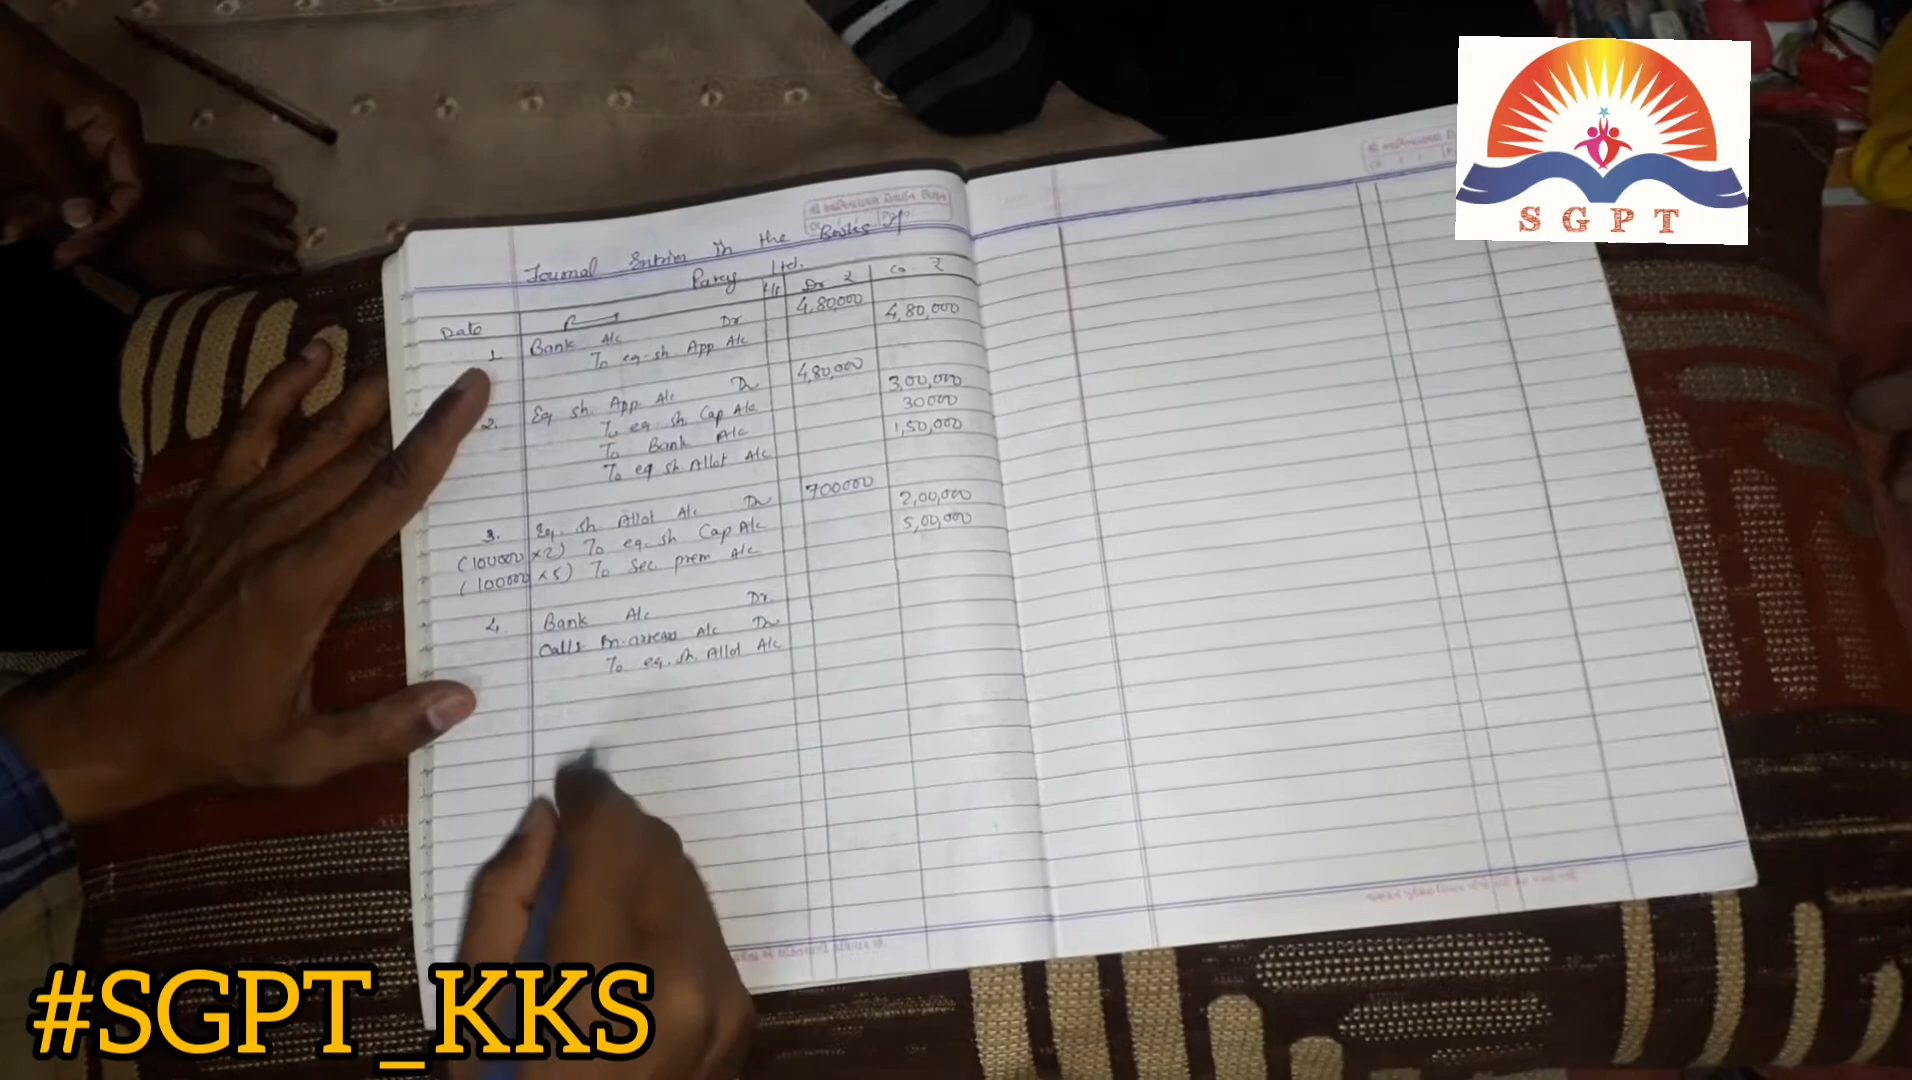 SGPT
Journal Entries in the Books of
Parcy Ltd.
Date L/F Dr ₹ Cr ₹
1. Bank A/c Dr 4,80,000
To eq-sh App. A/c 4,80,000
2. Eq sh. App. A/c Dr 4,80,000
To eq. sh Cap A/c 3,00,000
To Bank A/c 30000
To eq sh. Allot A/c 1,50,000
3. Eq. sh Allot A/c Dr 700000
(100000 ×2) To eq. sh Cap A/c 2,00,000
(100000 ×5) To Sec prem A/c 5,00,000
4. Bank A/c Dr
Calls-in-arrears A/c Dr
To eq. sh. Allot A/c
#SGPT_KKS